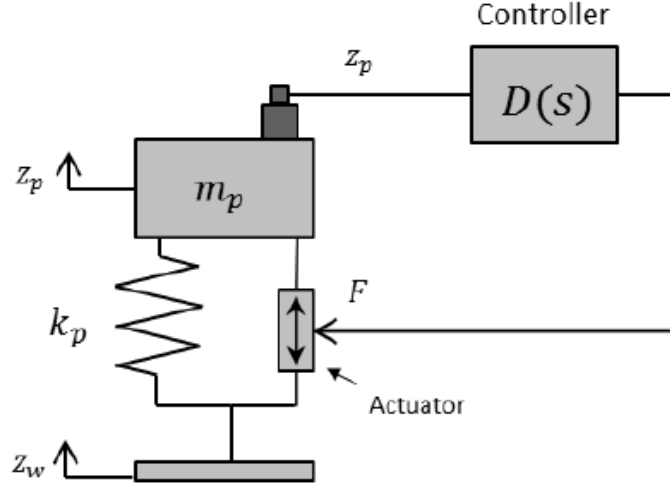 Controller
z_p
D(s)
z_p
m_p
k_p
F
Actuator
z_w